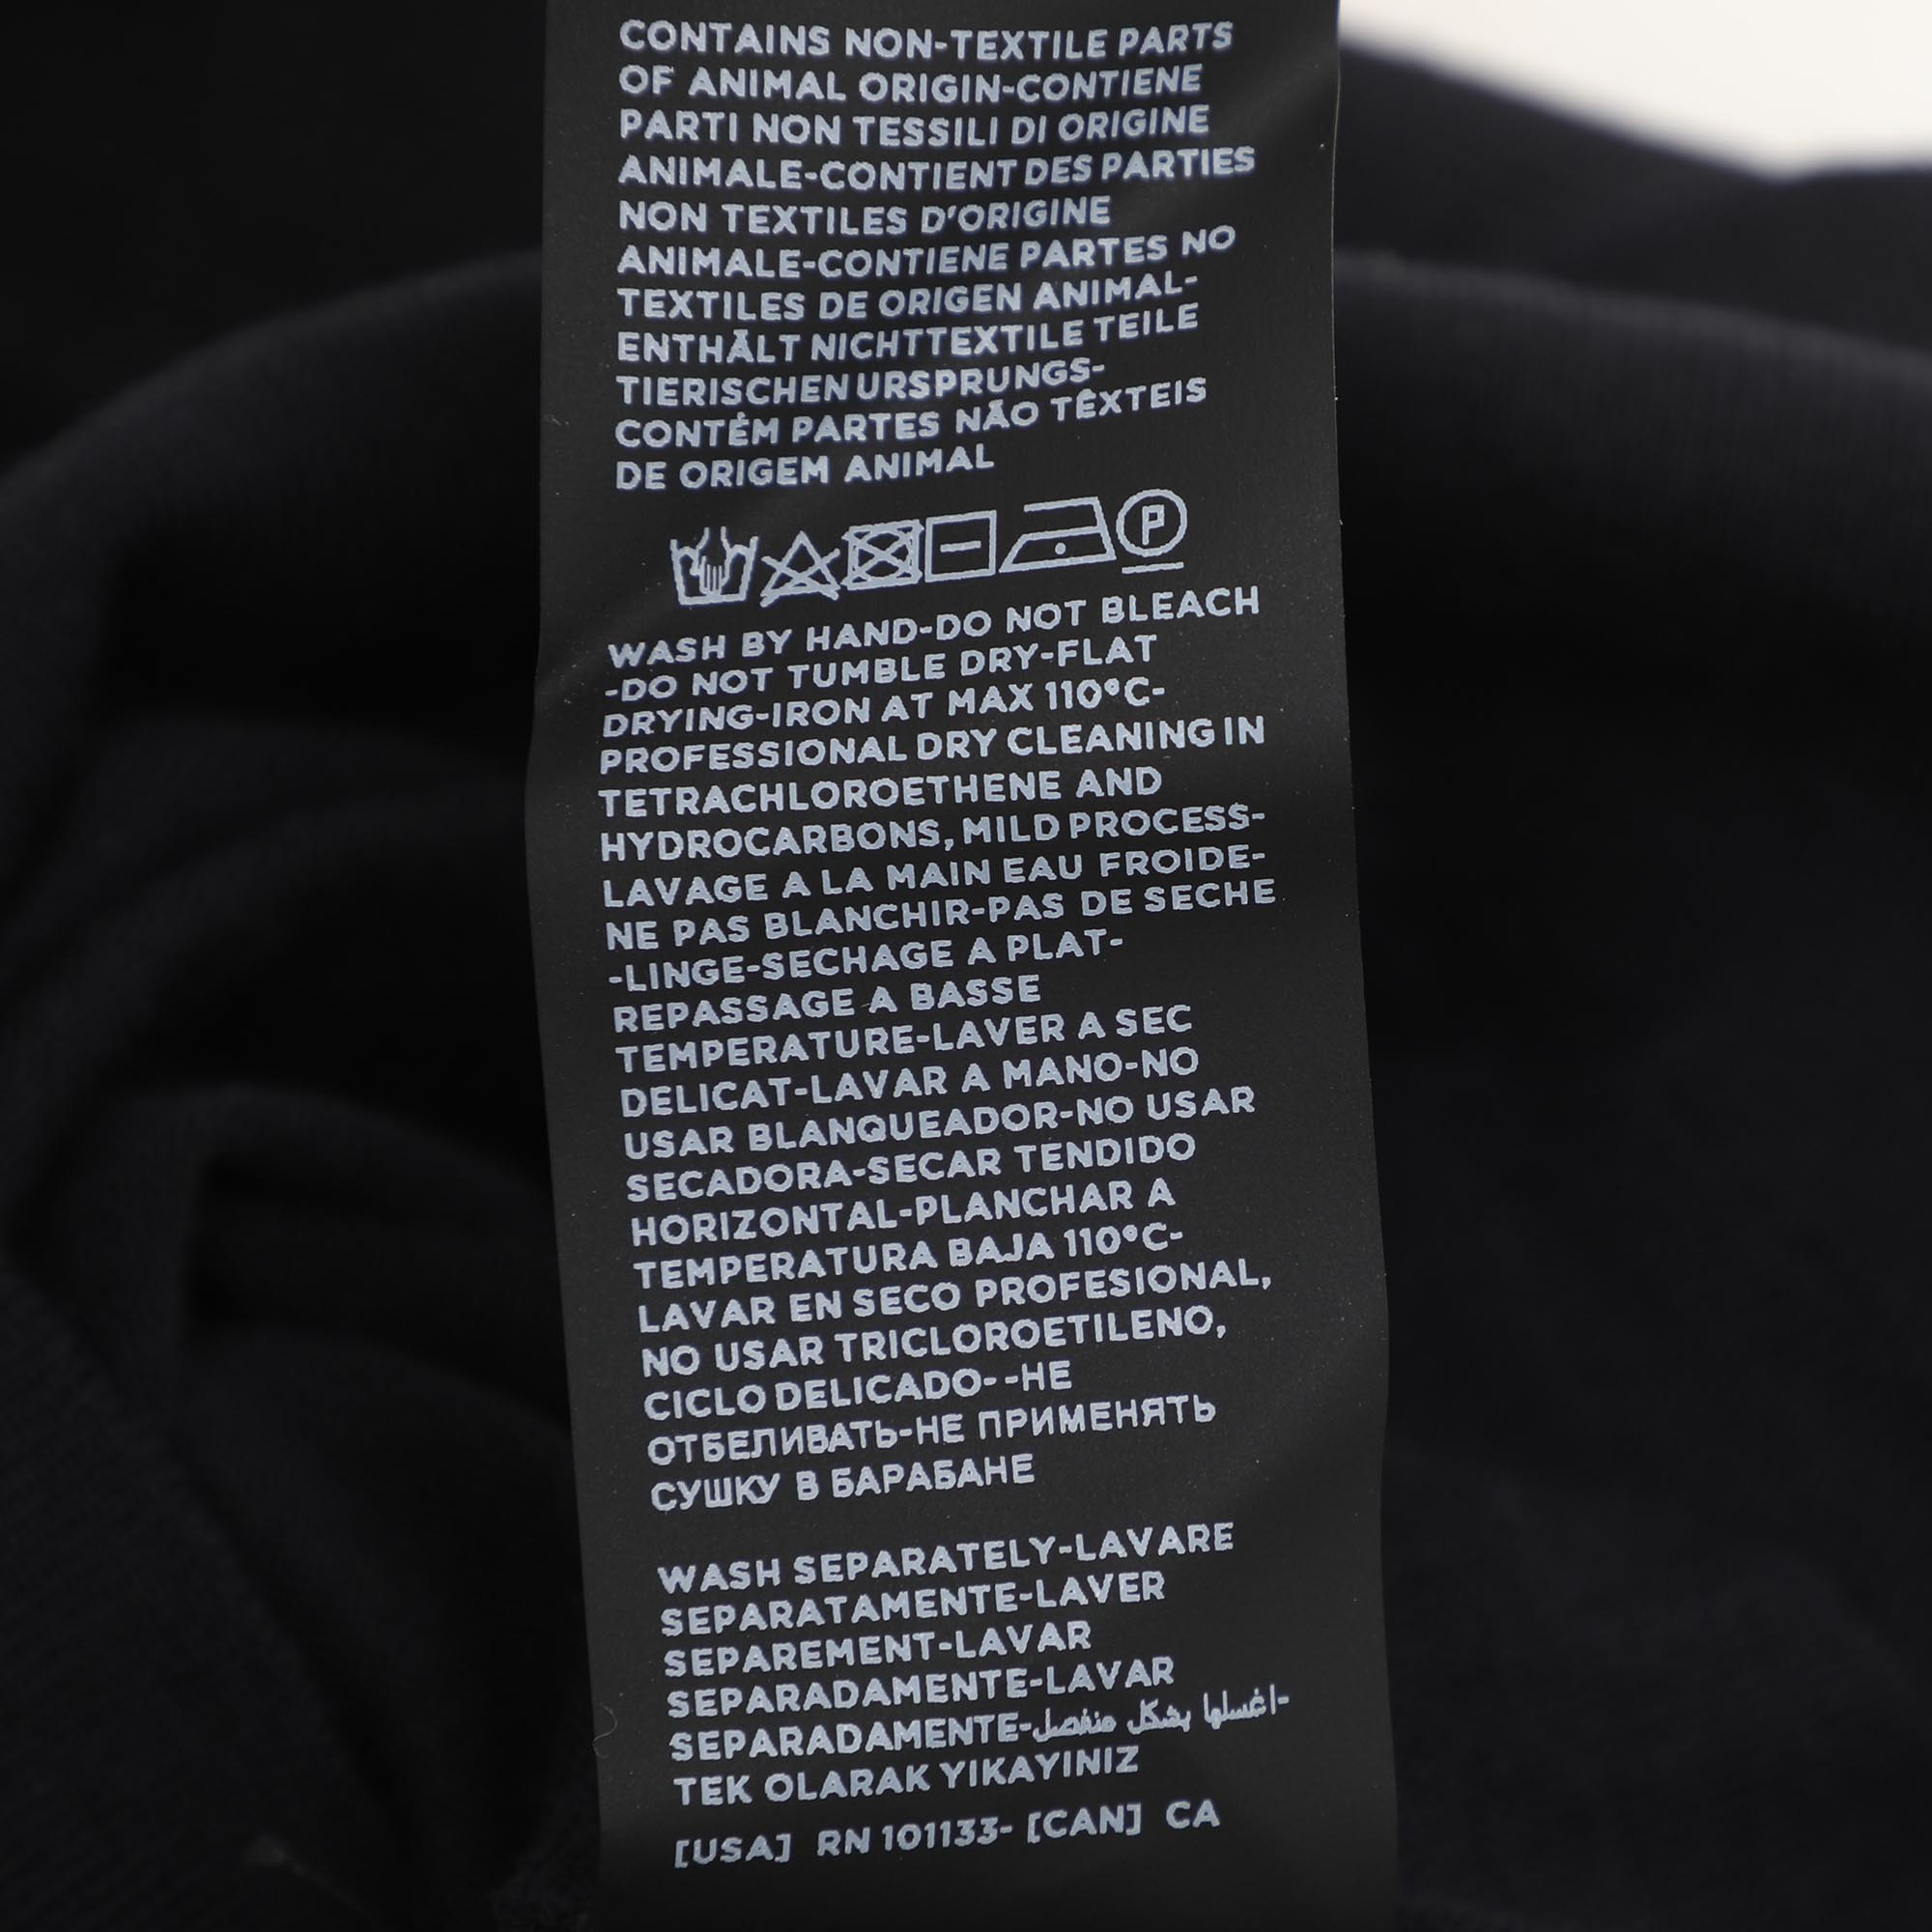 CONTAINS NON-TEXTILE PARTS
OF ANIMAL ORIGIN-CONTIENE
PARTI NON TESSILI DI ORIGINE
ANIMALE-CONTIENT DES PARTIES
NON TEXTILES D'ORIGINE
ANIMALE-CONTIENE PARTES NO
TEXTILES DE ORIGEN ANIMAL-
ENTHÄLT NICHTTEXTILE TEILE
TIERISCHEN URSPRUNGS-
CONTÉM PARTES NÃO TÊXTEIS
DE ORIGEM ANIMAL
P
WASH BY HAND-DO NOT BLEACH
-DO NOT TUMBLE DRY-FLAT
DRYING-IRON AT MAX 110°C-
PROFESSIONAL DRY CLEANING IN
TETRACHLOROETHENE AND
HYDROCARBONS, MILD PROCESS-
LAVAGE A LA MAIN EAU FROIDE-
NE PAS BLANCHIR-PAS DE SECHE
-LINGE-SECHAGE A PLAT-
REPASSAGE A BASSE
TEMPERATURE-LAVER A SEC
DELICAT-LAVAR A MANO-NO
USAR BLANQUEADOR-NO USAR
SECADORA-SECAR TENDIDO
HORIZONTAL-PLANCHAR A
TEMPERATURA BAJA 110°C-
LAVAR EN SECO PROFESIONAL,
NO USAR TRICLOROETILENO,
CICLO DELICADO- -НЕ
ОТБЕЛИВАТЬ-НЕ ПРИМЕНЯТЬ
СУШКУ В БАРАБАНЕ
WASH SEPARATELY-LAVARE
SEPARATAMENTE-LAVER
SEPAREMENT-LAVAR
SEPARADAMENTE-LAVAR
SEPARADAMENTE-اغسلها بشكل منفصل-
TEK OLARAK YIKAYINIZ
[USA] RN 101133- [CAN] CA